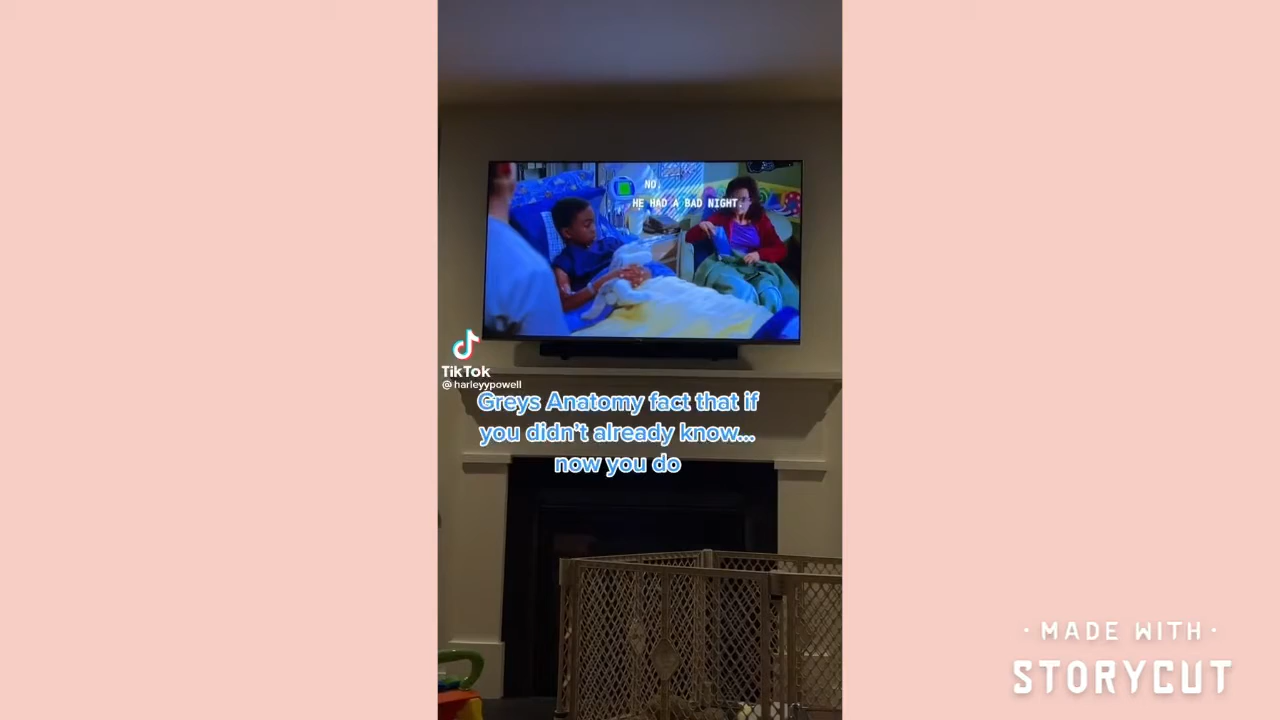 NO,
HE HAD A BAD NIGHT.
TikTok
@harleyypowell
Greys Anatomy fact that if
you didn't already know...
now you do
· MADE WITH ·
STORYCUT